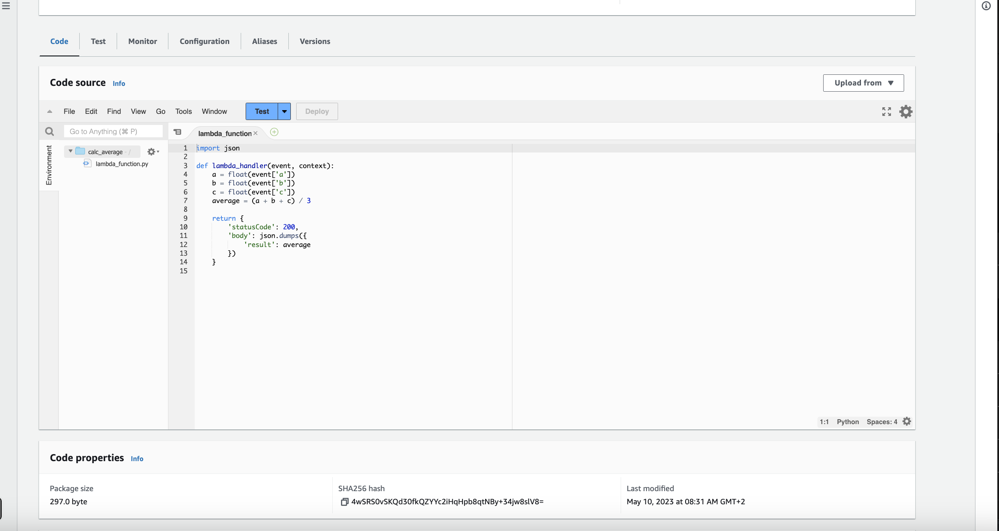 Code Test Monitor Configuration Aliases Versions
Code source Info
Upload from
File Edit Find View Go Tools Window Test Deploy
Go to Anything (⌘ P)
lambda_function
Environment
calc_average - /
lambda_function.py
1 import json
2
3 def lambda_handler(event, context):
4     a = float(event['a'])
5     b = float(event['b'])
6     c = float(event['c'])
7     average = (a + b + c) / 3
8
9     return {
10         'statusCode': 200,
11         'body': json.dumps({
12             'result': average
13         })
14     }
15
1:1 Python Spaces: 4
Code properties Info
Package size
297.0 byte
SHA256 hash
4wSRS0vSKQd30fkQZYYc2iHqHpb8qtNBy+34jw8slV8=
Last modified
May 10, 2023 at 08:31 AM GMT+2